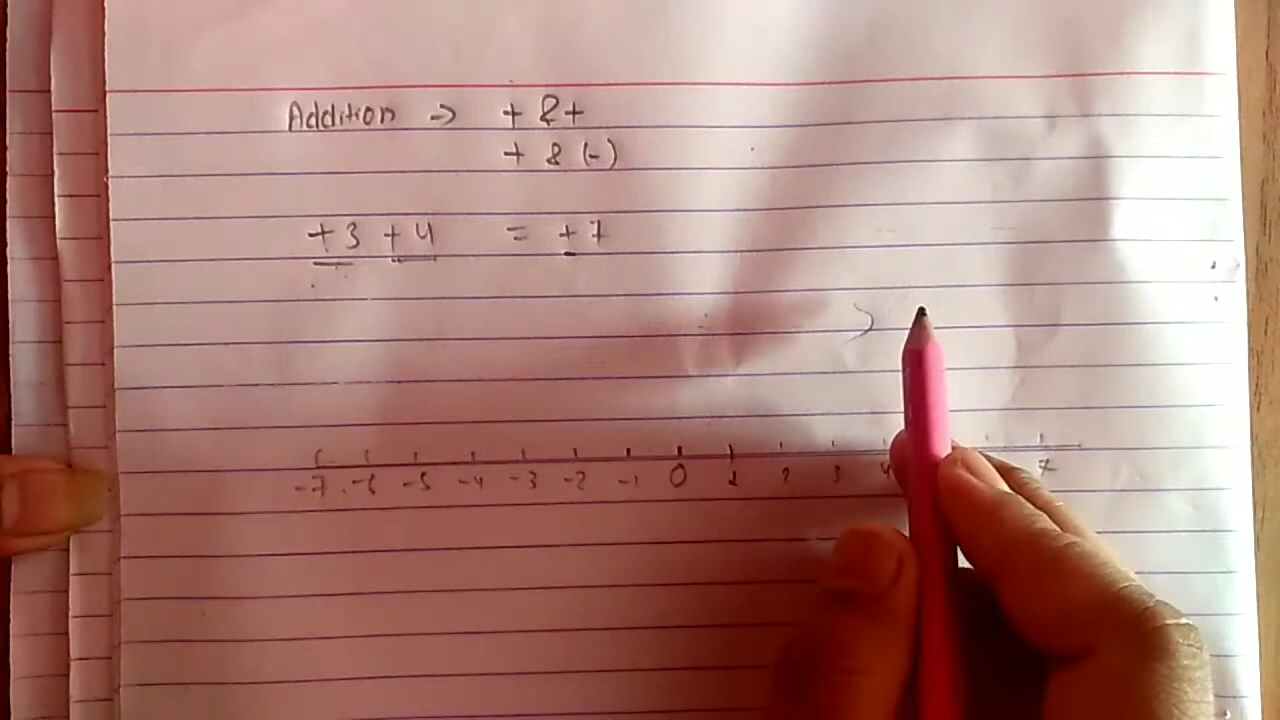 Addition → + & +
+ & (-)
+3 +4 = +7
-7 -6 -5 -4 -3 -2 -1 0 1 2 3 4 7